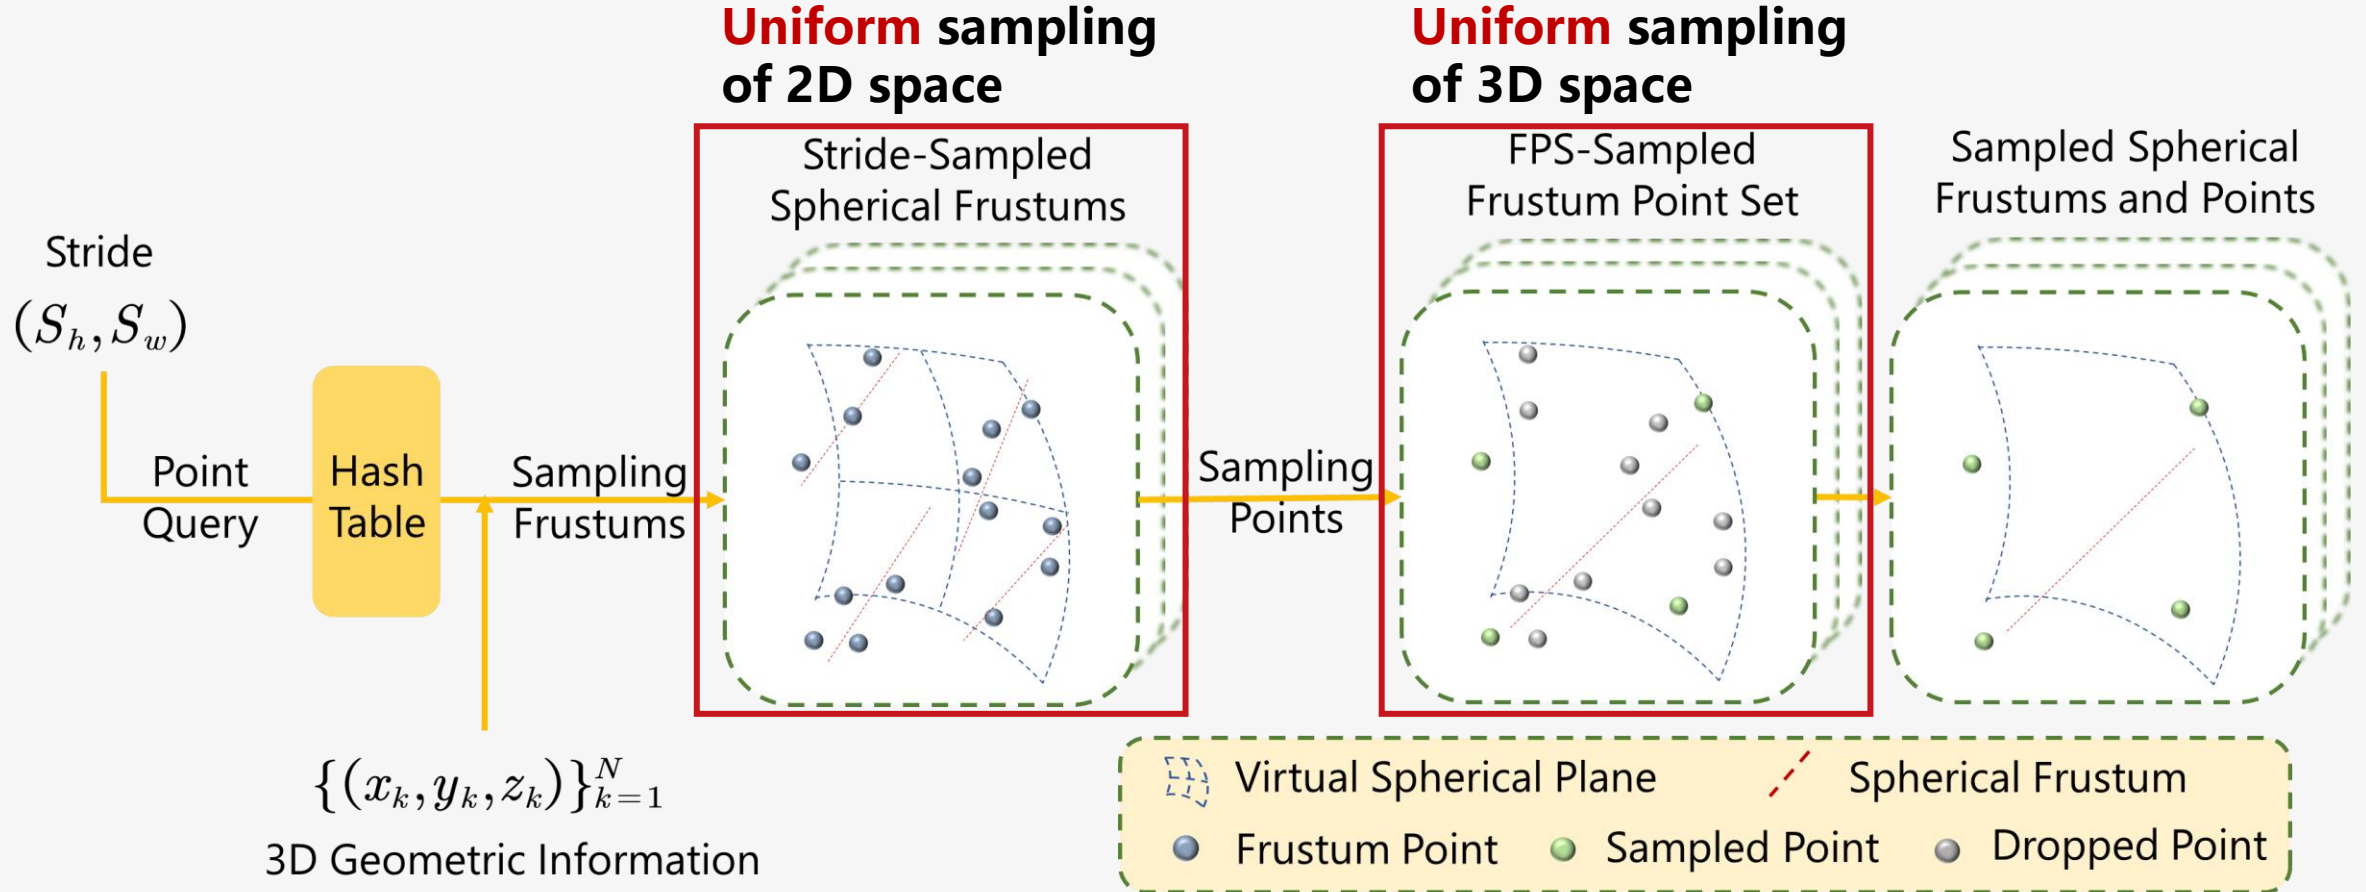 Uniform sampling
of 2D space
Uniform sampling
of 3D space
Stride-Sampled
Spherical Frustums
FPS-Sampled
Frustum Point Set
Sampled Spherical
Frustums and Points
Stride
(S_h, S_w)
Point
Query
Hash
Table
Sampling
Frustums
Sampling
Points
{(x_k, y_k, z_k)}_{k=1}^N
3D Geometric Information
Virtual Spherical Plane
Spherical Frustum
Frustum Point
Sampled Point
Dropped Point